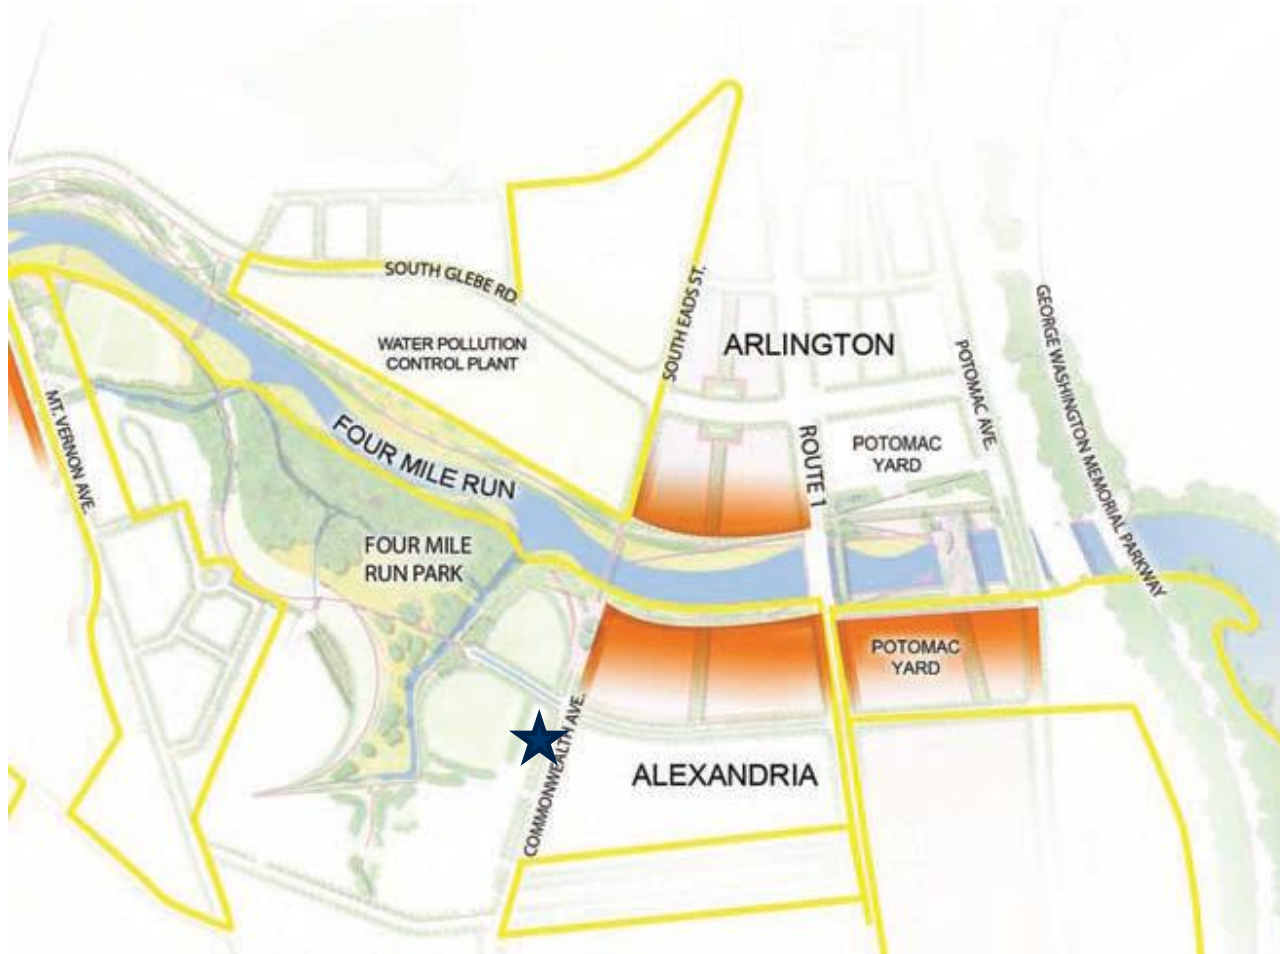 SOUTH GLEBE RD.
SOUTH EADS ST.
GEORGE WASHINGTON MEMORIAL PARKWAY
WATER POLLUTION
CONTROL PLANT
ARLINGTON
POTOMAC AVE.
MT. VERNON AVE.
FOUR MILE RUN
ROUTE 1
POTOMAC
YARD
FOUR MILE
RUN PARK
POTOMAC
YARD
COMMONWEALTH AVE.
ALEXANDRIA